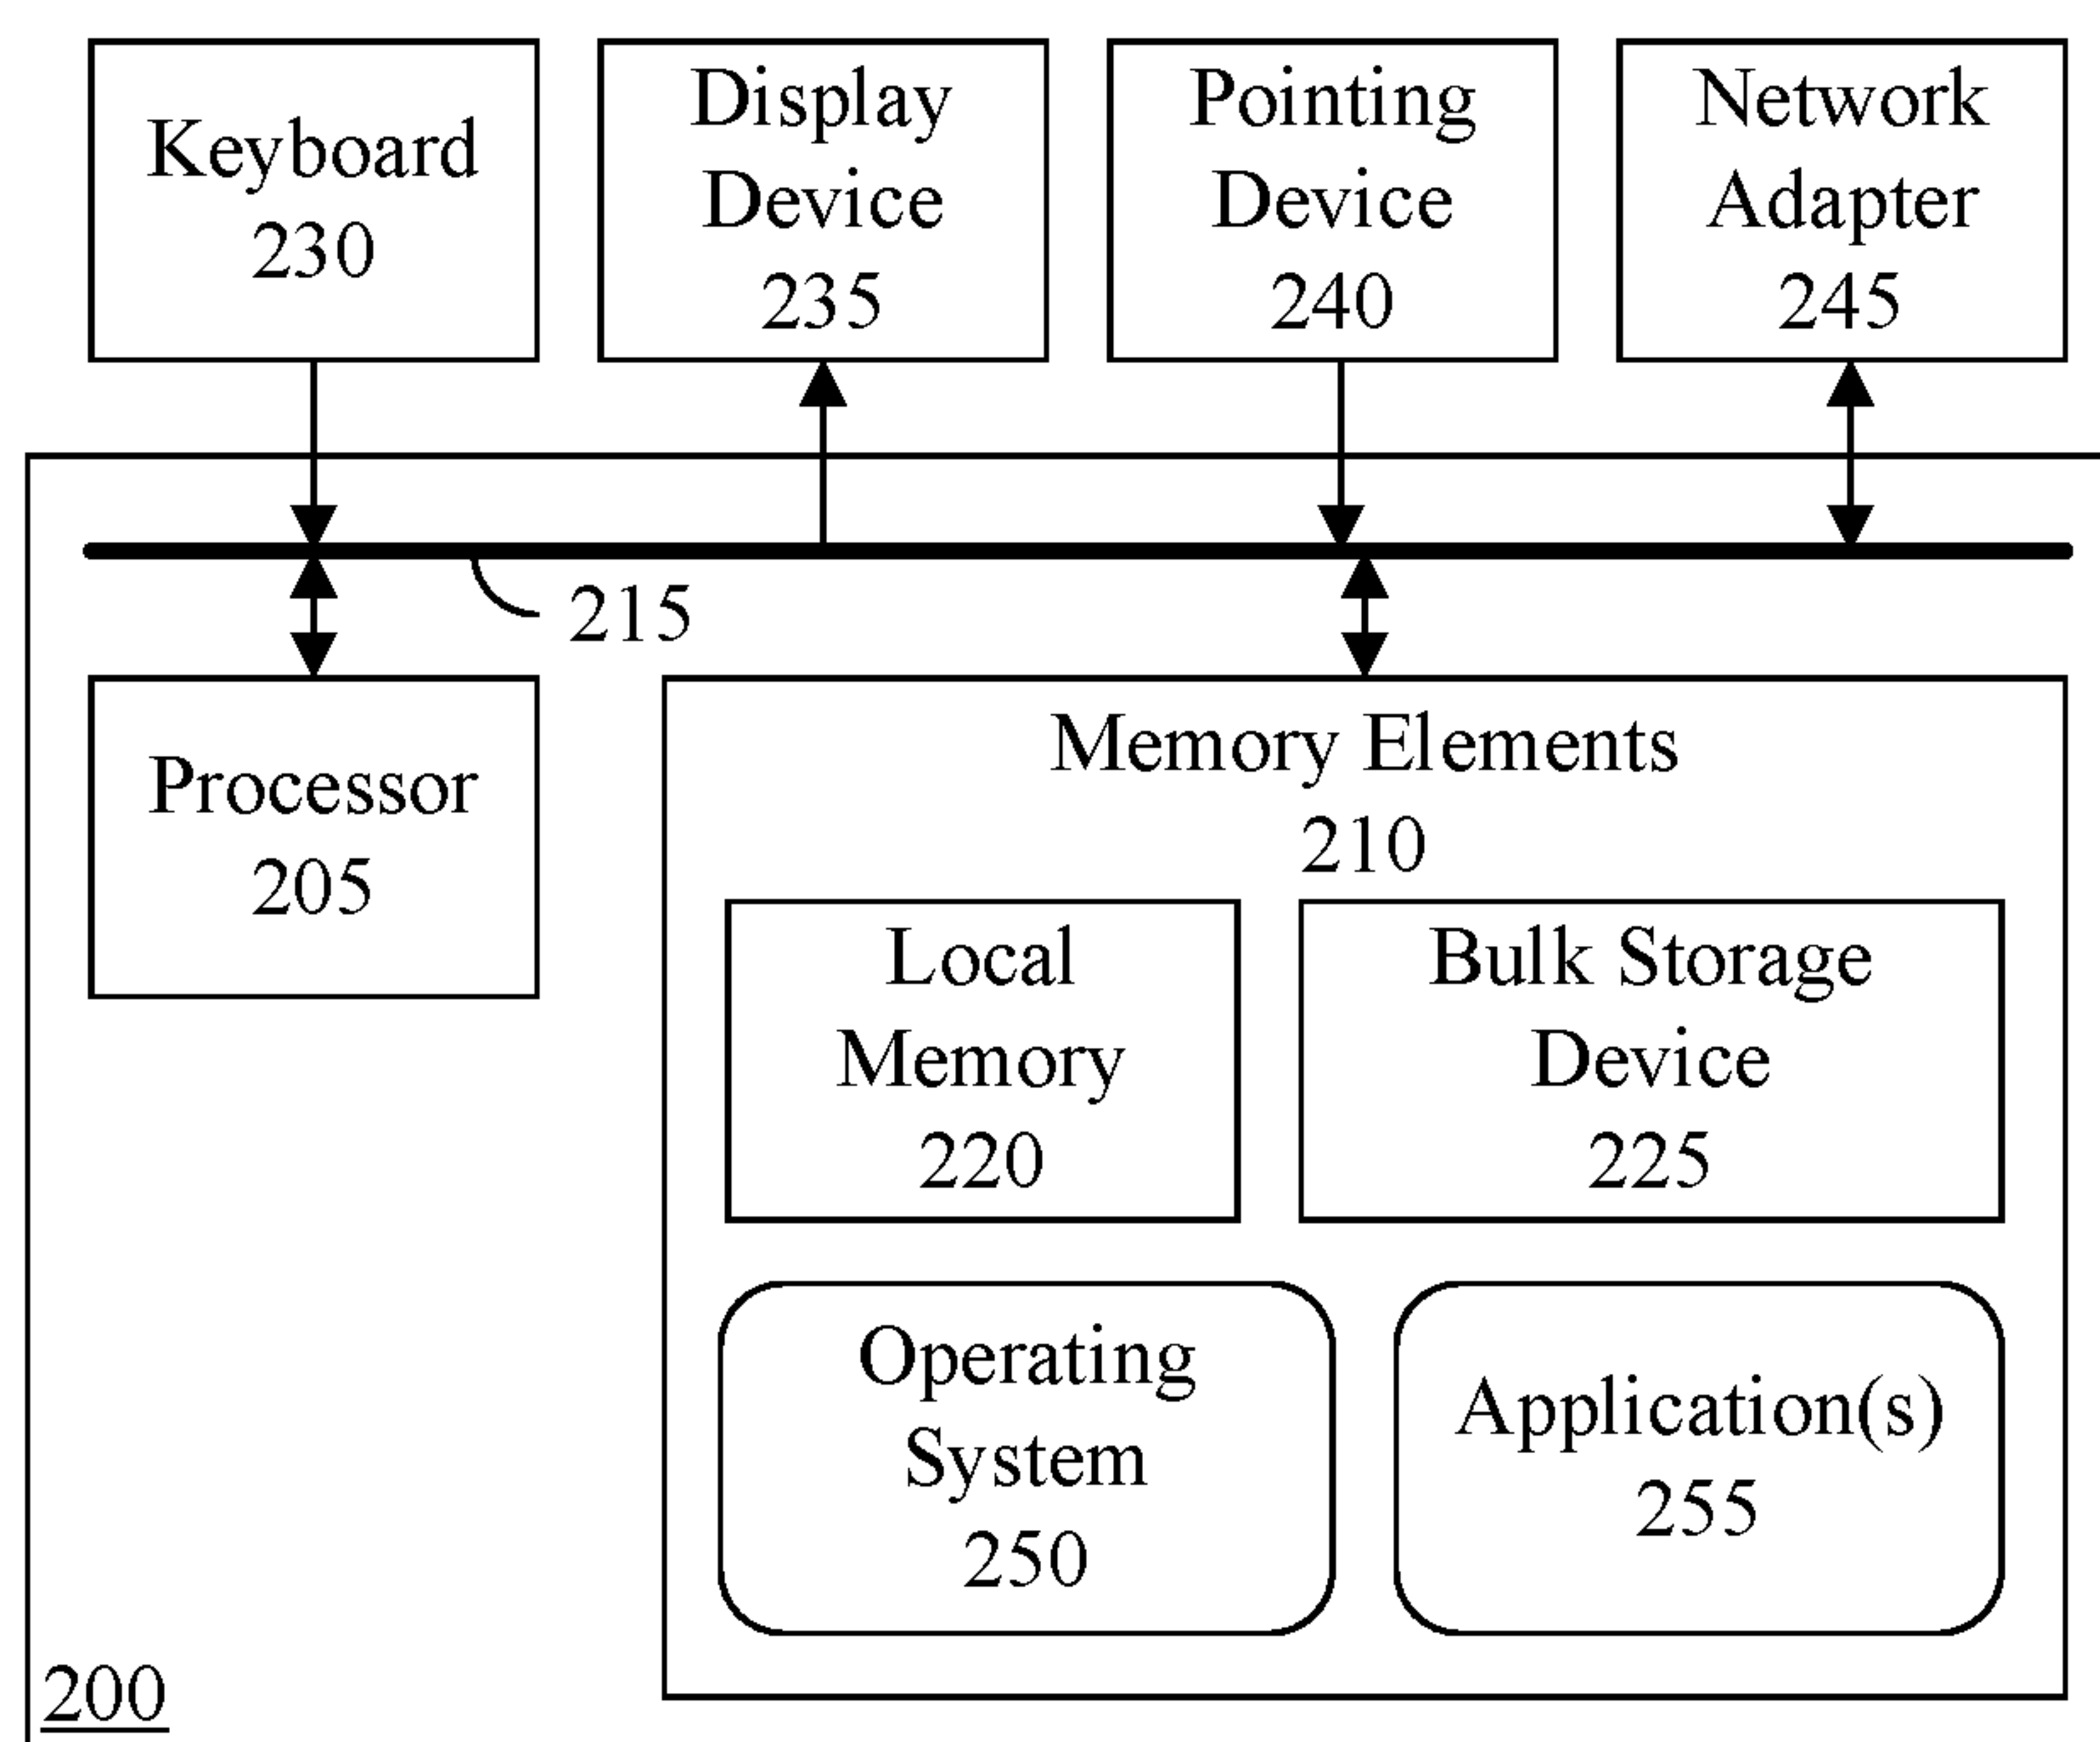 Keyboard
230
Display
Device
235
Pointing
Device
240
Network
Adapter
245
215
Processor
205
Memory Elements
210
Local
Memory
220
Bulk Storage
Device
225
Operating
System
250
Application(s)
255
200